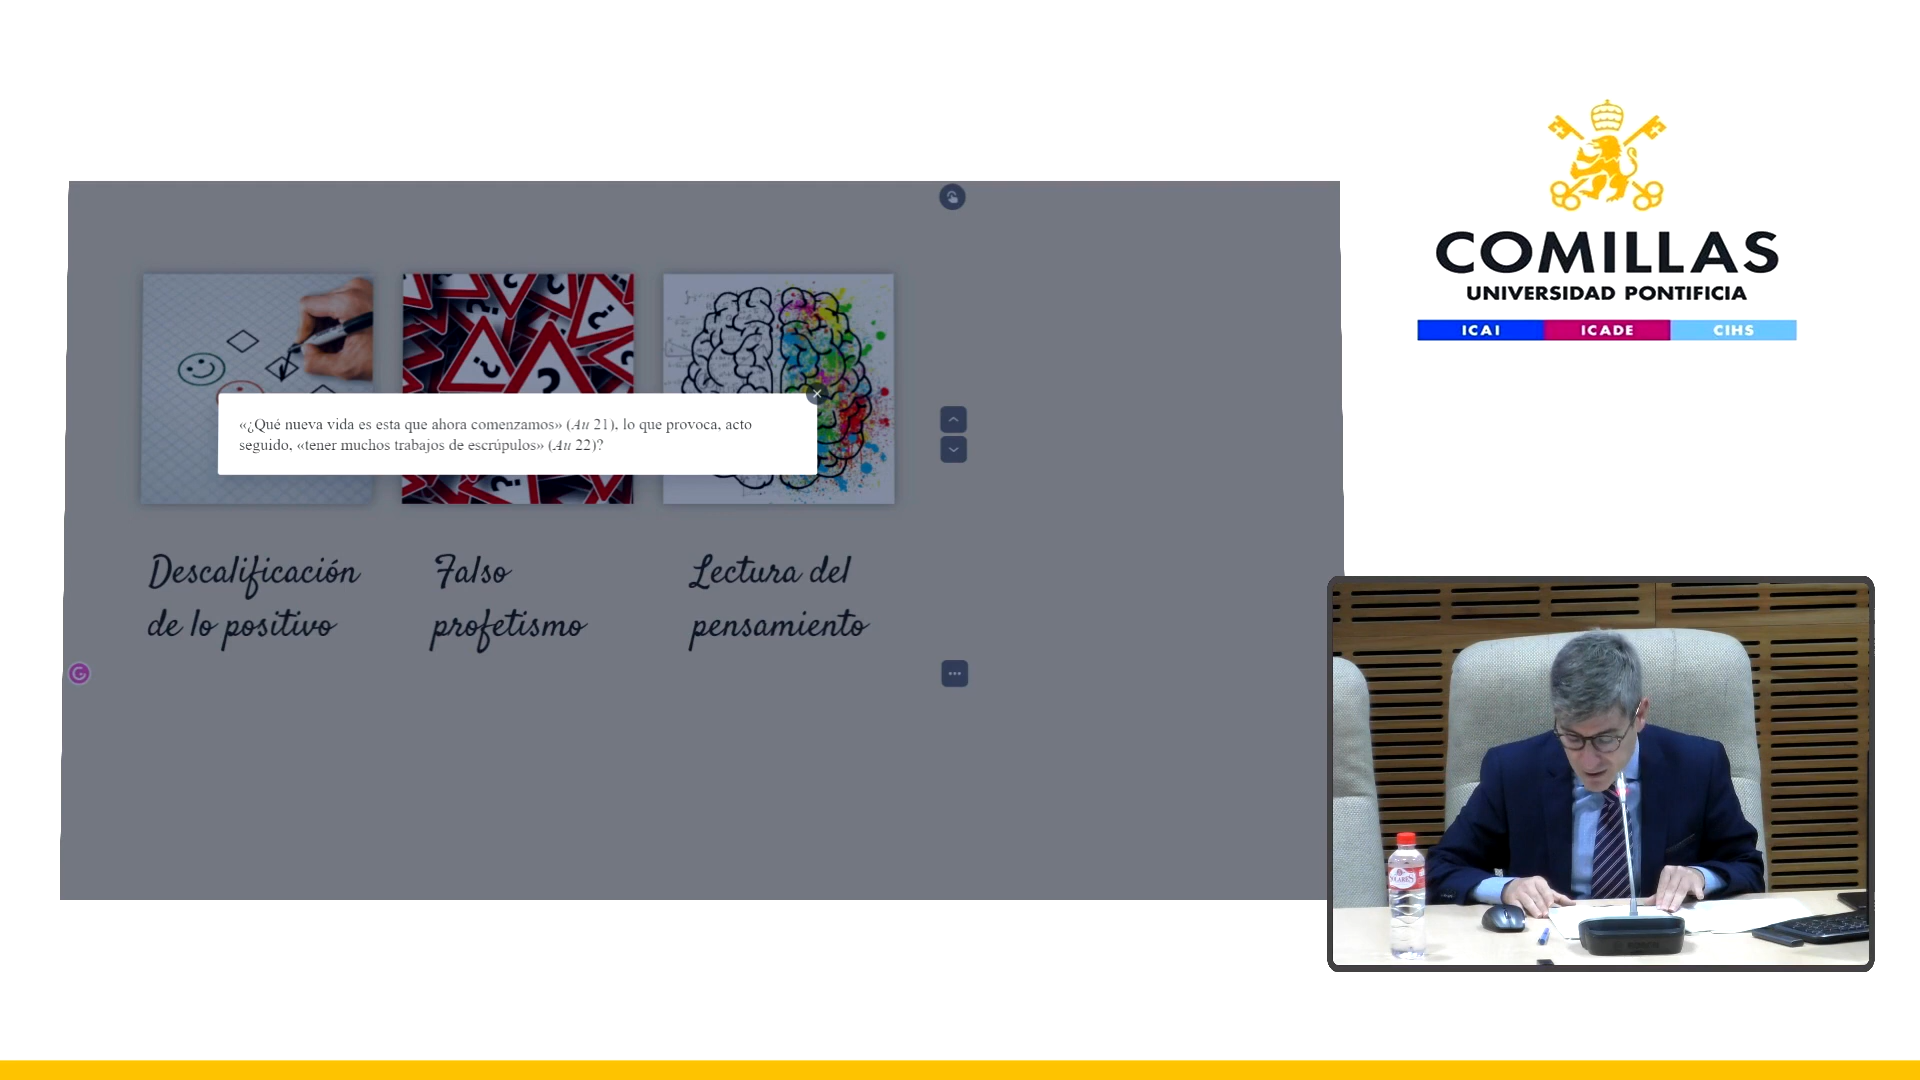 COMILLAS
UNIVERSIDAD PONTIFICIA
ICAI ICADE CIHS
«¿Qué nueva vida es esta que ahora comenzamos» (Au 21), lo que provoca, acto
seguido, «tener muchos trabajos de escrúpulos» (Au 22)?
Descalificación
de lo positivo
Falso
profetismo
Lectura del
pensamiento